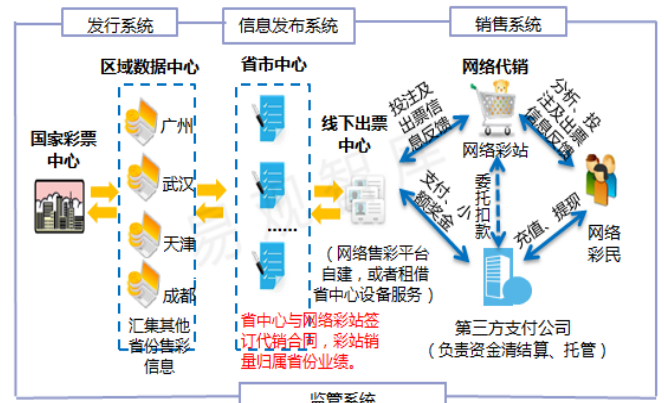 发行系统
信息发布系统
销售系统
区域数据中心
省市中心
网络代销
国家彩票
中心
广州
武汉
天津
成都
汇集其他
省份售彩
信息
......
省中心与网络彩站签
订代销合同，彩站销
量归属省份业绩。
线下出票
中心
（网络售彩平台
自建，或者租借
省中心设备服务）
投注及
出票信
息反馈
网络彩站
分析、投
注及出票
信息反馈
支付、小
额奖金
委托扣款
充值、提现
网络
彩民
第三方支付公司
（负责资金清结算、托管）
监管系统
易观智库